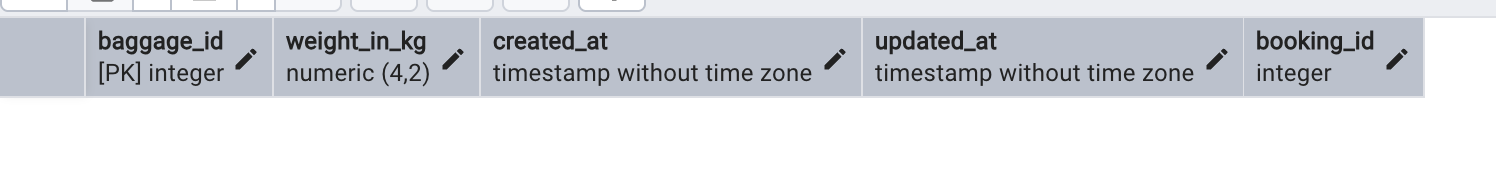 baggage_id
[PK] integer
weight_in_kg
numeric (4,2)
created_at
timestamp without time zone
updated_at
timestamp without time zone
booking_id
integer